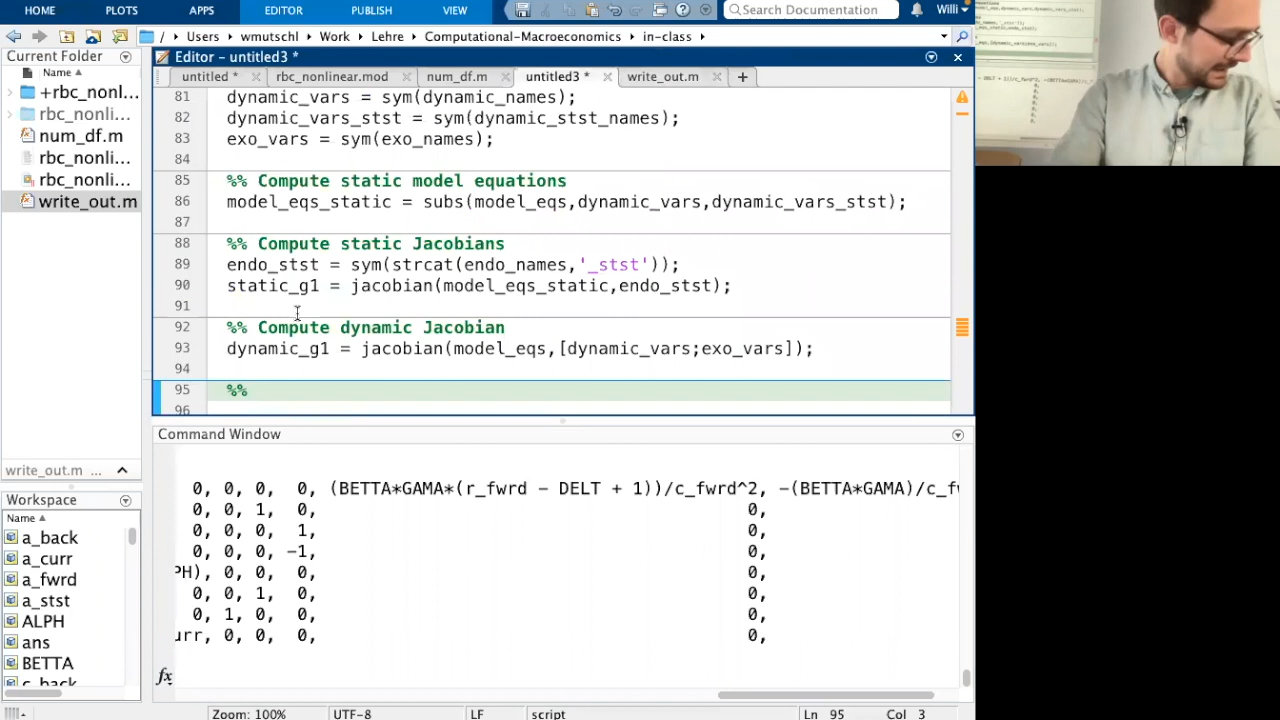 HOME PLOTS APPS EDITOR PUBLISH VIEW Search Documentation Willi
/ Users wmu Computational-Macroeconomics in-class
Current Folder
Name
+rbc_nonl...
rbc_nonli...
num_df.m
rbc_nonli...
rbc_nonli...
write_out.m
write_out.m ...
Workspace
Name
a_back
a_curr
a_fwrd
a_stst
ALPH
ans
BETTA
c_back
Editor - untitle
untitled * rbc_nonlinear.mod num_df.m untitled3 * write_out.m
81 dynamic_vars = sym(dynamic_names);
82 dynamic_vars_stst = sym(dynamic_stst_names);
83 exo_vars = sym(exo_names);
84
85 %% Compute static model equations
86 model_eqs_static = subs(model_eqs,dynamic_vars,dynamic_vars_stst);
87
88 %% Compute static Jacobians
89 endo_stst = sym(strcat(endo_names,'_stst'));
90 static_g1 = jacobian(model_eqs_static,endo_stst);
91
92 %% Compute dynamic Jacobian
93 dynamic_g1 = jacobian(model_eqs,[dynamic_vars;exo_vars]);
94
95 %%
96
Command Window
0, 0, 0, 0, (BETTA*GAMA*(r_fwrd - DELT + 1))/c_fwrd^2, -(BETTA*GAMA)/c_fw
0, 0, 1, 0, 0,
0, 0, 0, 1, 0,
0, 0, 0, -1, 0,
PH), 0, 0, 0, 0,
0, 0, 1, 0, 0,
0, 1, 0, 0, 0,
urr, 0, 0, 0, 0,
fx
Zoom: 100% UTF-8 LF script Ln 95 Col 3